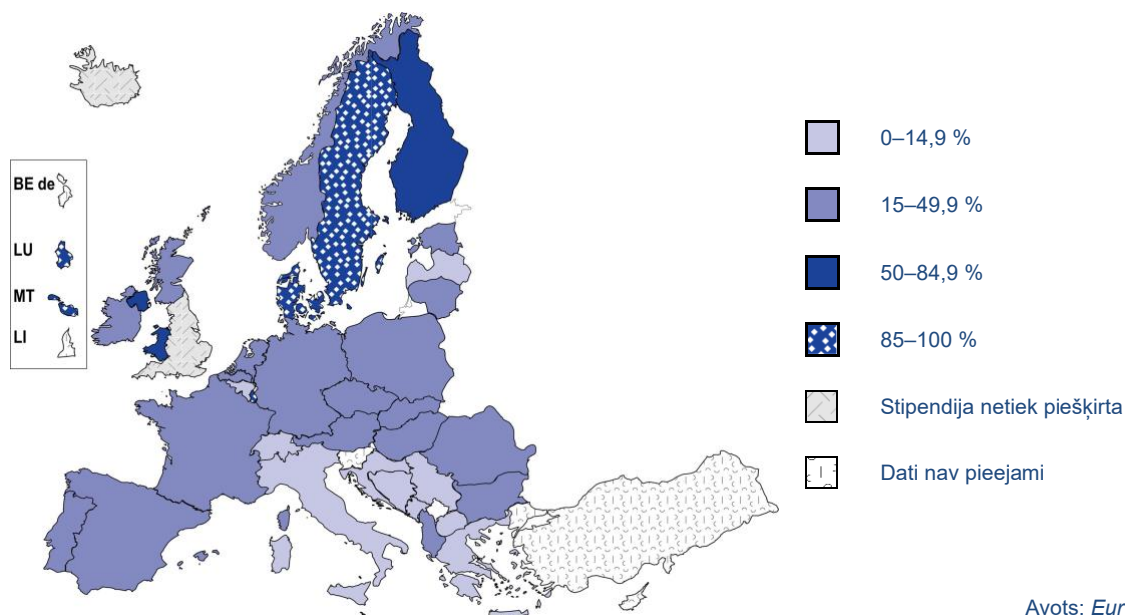 BE de
LU
MT
LI
0–14,9 %
15–49,9 %
50–84,9 %
85–100 %
Stipendija netiek piešķirta
Dati nav pieejami
Avots: Eur